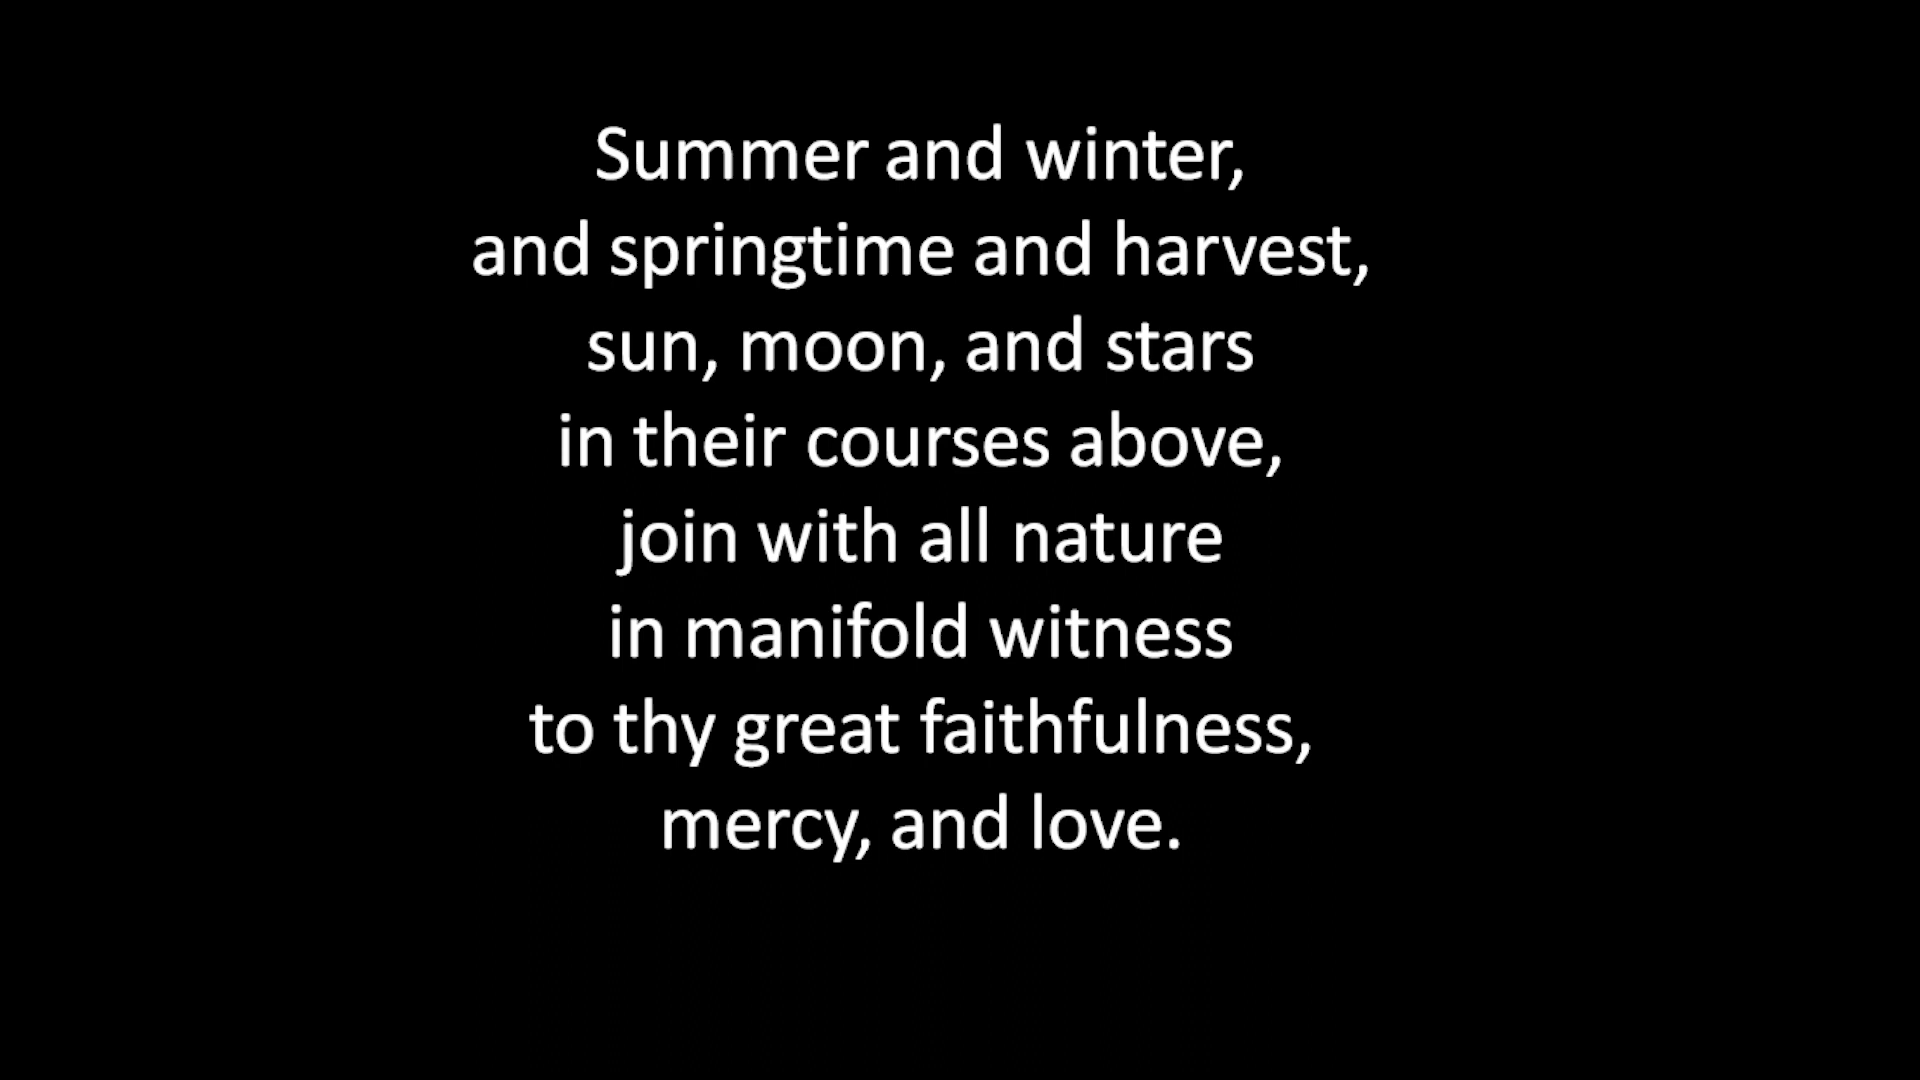 Summer and winter,
and springtime and harvest,
sun, moon, and stars
in their courses above,
join with all nature
in manifold witness
to thy great faithfulness,
mercy, and love.